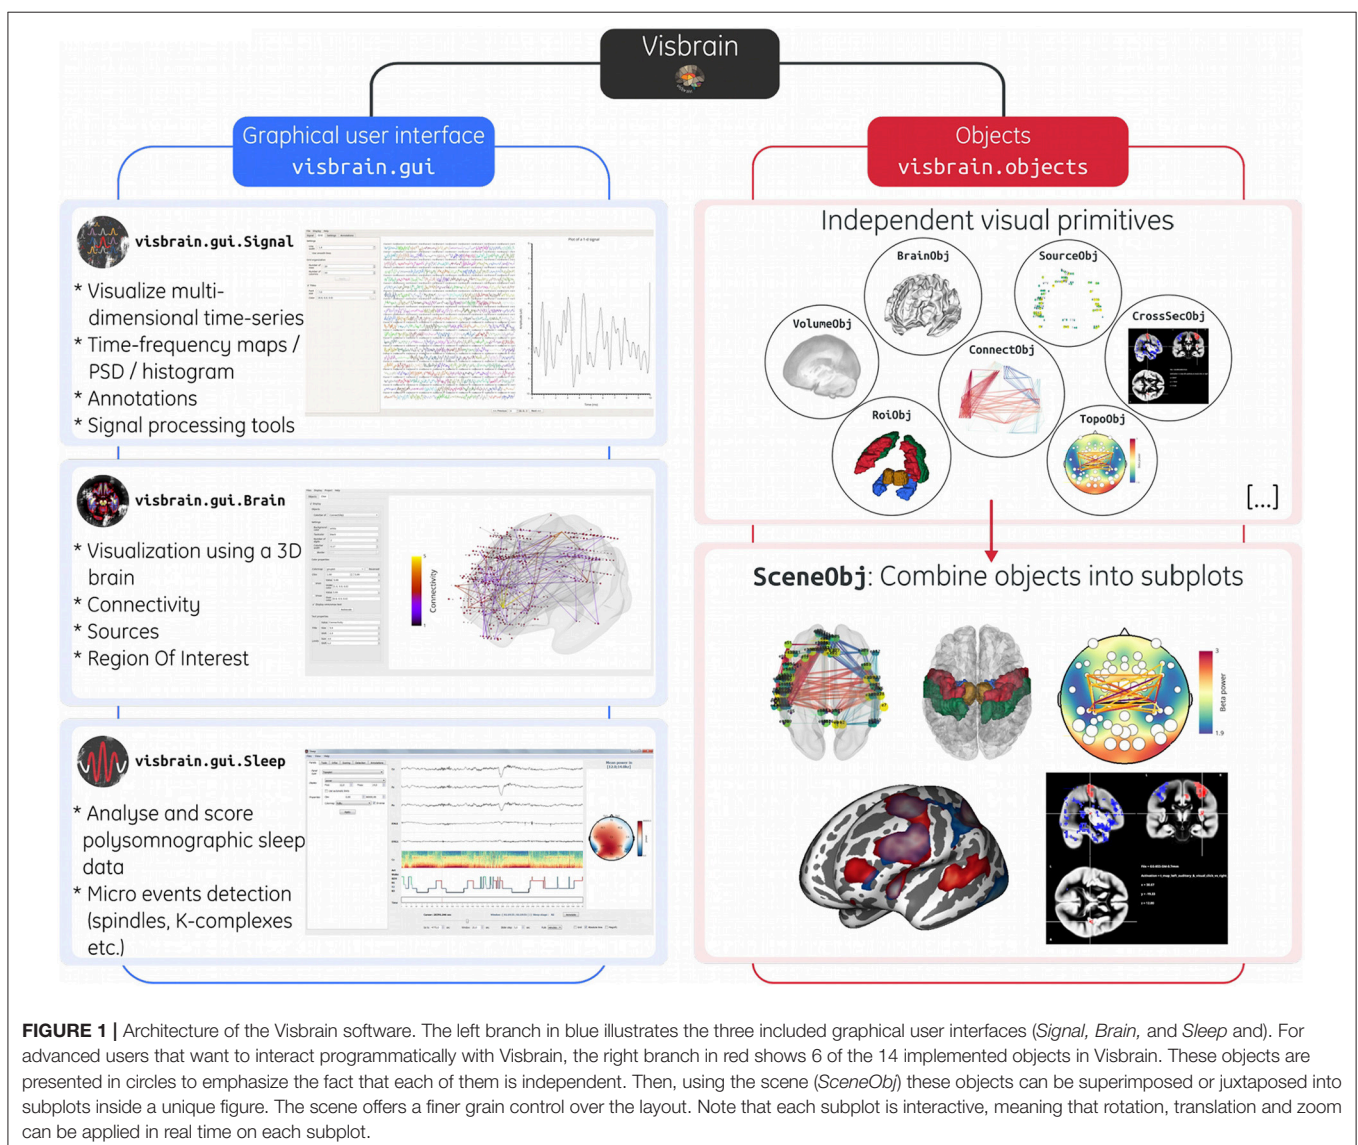 Visbrain
Graphical user interface
visbrain.gui
Objects
visbrain.objects
visbrain.gui.Signal
* Visualize multi-
dimensional time-series
* Time-frequency maps /
PSD / histogram
* Annotations
* Signal processing tools
Plot of a 1-d signal
visbrain.gui.Brain
* Visualization using a 3D
brain
* Connectivity
* Sources
* Region Of Interest
Connectivity
visbrain.gui.Sleep
* Analyse and score
polysomnographic sleep
data
* Micro events detection
(spindles, K-complexes
etc.)
Independent visual primitives
BrainObj
SourceObj
VolumeObj
CrossSecObj
ConnectObj
RoiObj
TopoObj
[...]
SceneObj: Combine objects into subplots
3
Beta power
1.9
FIGURE 1 | Architecture of the Visbrain software. The left branch in blue illustrates the three included graphical user interfaces (Signal, Brain, and Sleep and). For
advanced users that want to interact programmatically with Visbrain, the right branch in red shows 6 of the 14 implemented objects in Visbrain. These objects are
presented in circles to emphasize the fact that each of them is independent. Then, using the scene (SceneObj) these objects can be superimposed or juxtaposed into
subplots inside a unique figure. The scene offers a finer grain control over the layout. Note that each subplot is interactive, meaning that rotation, translation and zoom
can be applied in real time on each subplot.